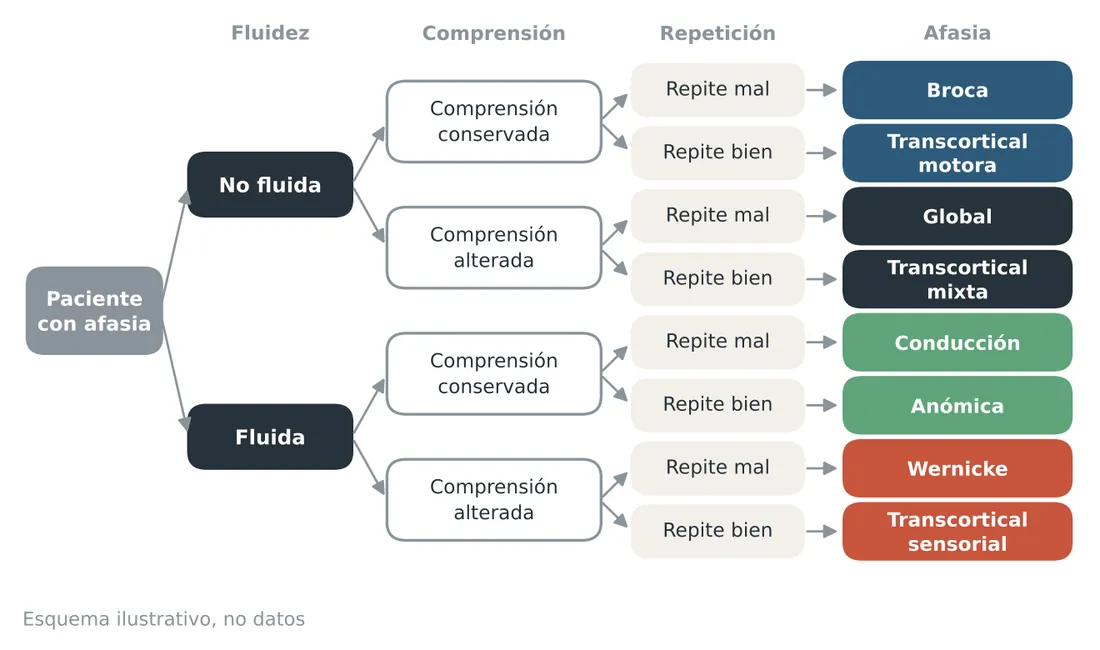 Fluidez
Comprensión
Repetición
Afasia
Paciente
con afasia
No fluida
Comprensión
conservada
Repite mal
Broca
Repite bien
Transcortical
motora
Comprensión
alterada
Repite mal
Global
Repite bien
Transcortical
mixta
Fluida
Comprensión
conservada
Repite mal
Conducción
Repite bien
Anómica
Comprensión
alterada
Repite mal
Wernicke
Repite bien
Transcortical
sensorial
Esquema ilustrativo, no datos